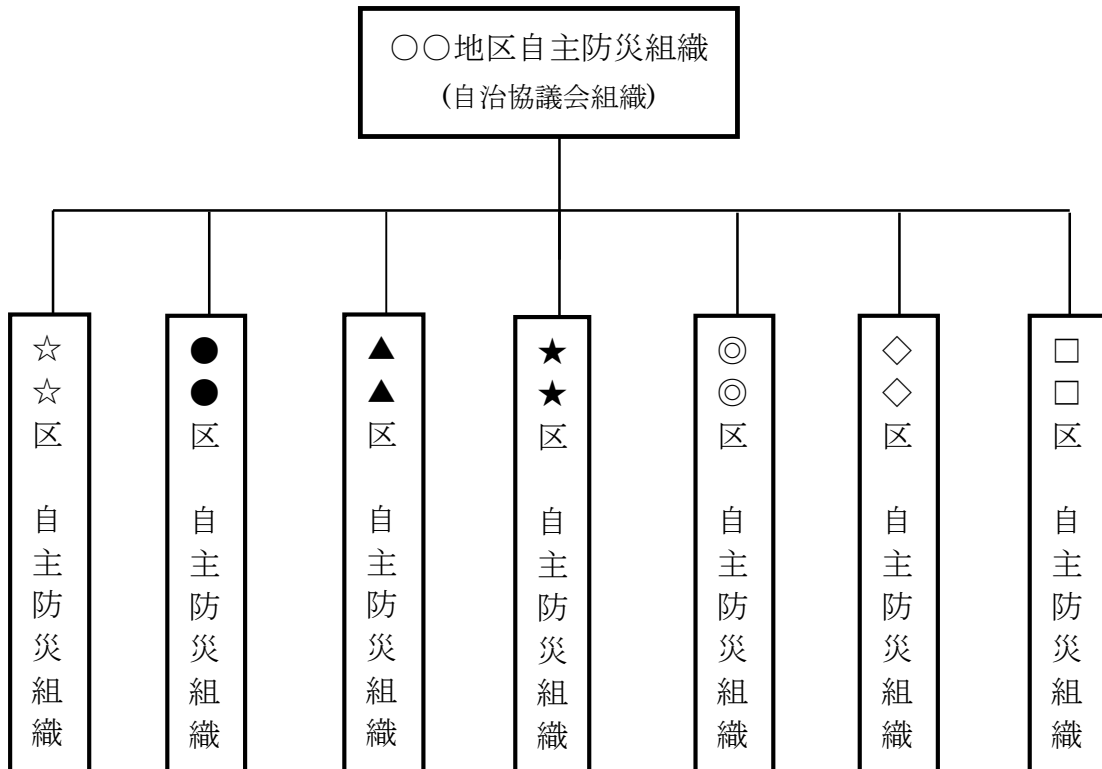 ○○地区自主防災組織
(自治協議会組織)
☆☆区　自主防災組織
●●区　自主防災組織
▲▲区　自主防災組織
★★区　自主防災組織
◎◎区　自主防災組織
◇◇区　自主防災組織
□□区　自主防災組織